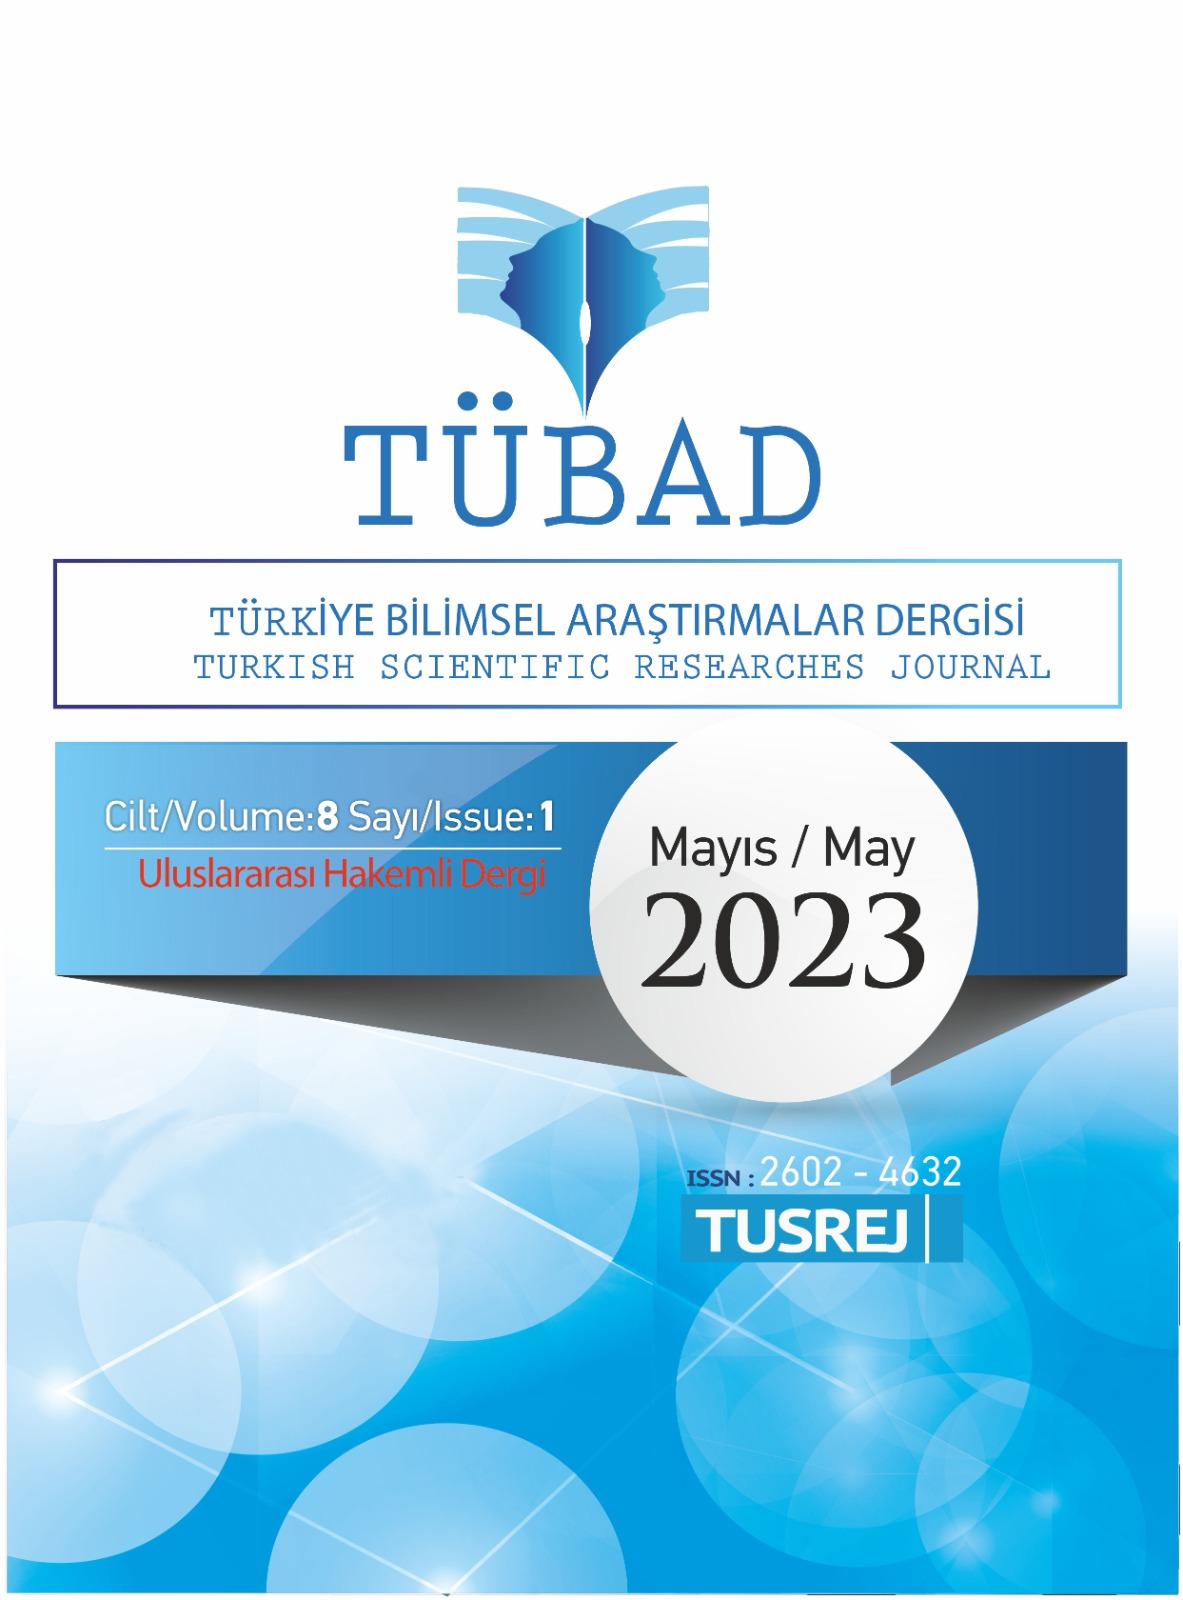 TÜBAD
TÜRKİYE BİLİMSEL ARAŞTIRMALAR DERGİSİ
TURKISH SCIENTIFIC RESEARCHES JOURNAL
Cilt/Volume:8 Sayı/Issue:1
Uluslararası Hakemli Dergi
Mayıs / May
2023
ISSN : 2602 - 4632
TUSREJ